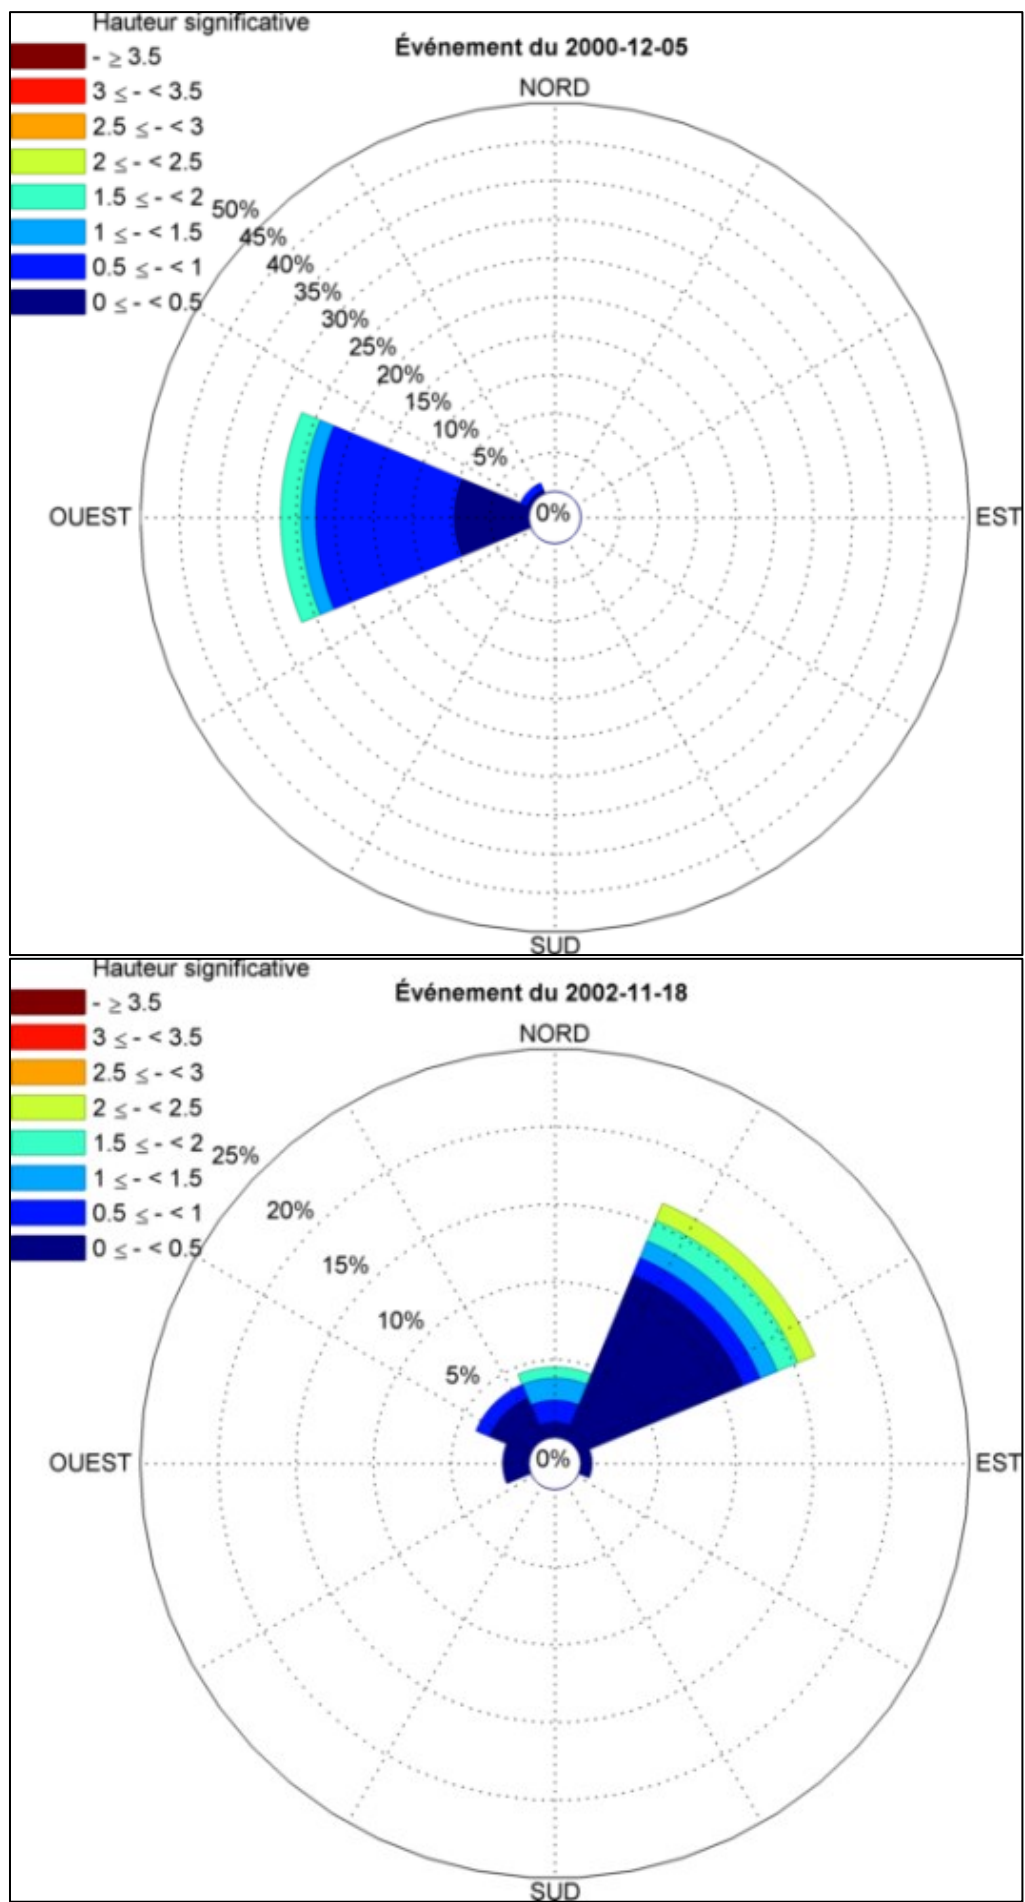 Hauteur significative
Événement du 2000-12-05
- ≥ 3.5
NORD
3 ≤ - < 3.5
2.5 ≤ - < 3
2 ≤ - < 2.5
1.5 ≤ - < 2
50%
1 ≤ - < 1.5
45%
0.5 ≤ - < 1
40%
35%
0 ≤ - < 0.5
30%
25%
20%
15%
10%
5%
OUEST
0%
EST
SUD
Hauteur significative
Événement du 2002-11-18
- ≥ 3.5
NORD
3 ≤ - < 3.5
2.5 ≤ - < 3
2 ≤ - < 2.5
1.5 ≤ - < 2
25%
1 ≤ - < 1.5
20%
0.5 ≤ - < 1
0 ≤ - < 0.5
15%
10%
5%
OUEST
0%
EST
SUD